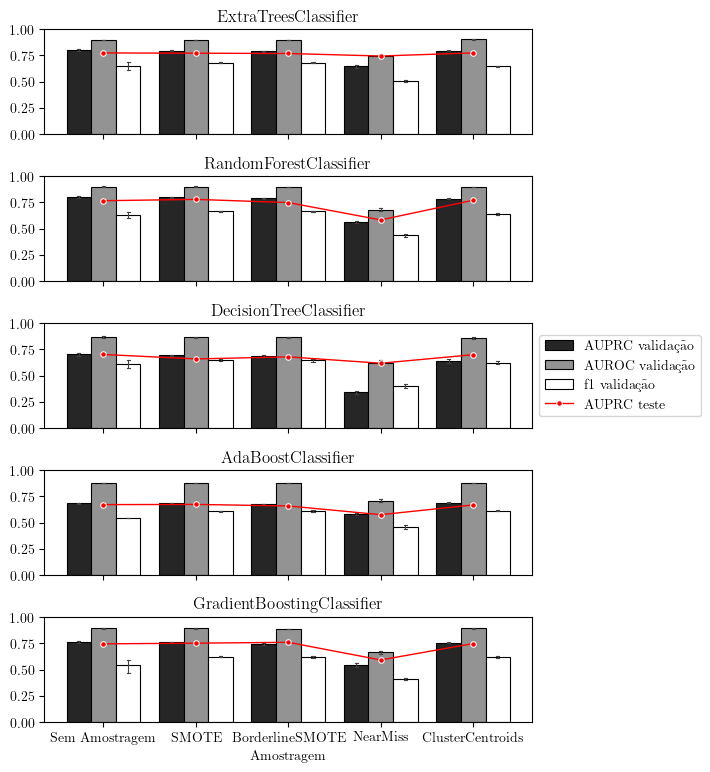 ExtraTreesClassifier
1.00
0.75
0.50
0.25
0.00
RandomForestClassifier
1.00
0.75
0.50
0.25
0.00
DecisionTreeClassifier
1.00
0.75
0.50
0.25
0.00
AUPRC validação
AUROC validação
f1 validação
AUPRC teste
AdaBoostClassifier
1.00
0.75
0.50
0.25
0.00
GradientBoostingClassifier
1.00
0.75
0.50
0.25
0.00
Sem Amostragem SMOTE BorderlineSMOTE NearMiss ClusterCentroids
Amostragem